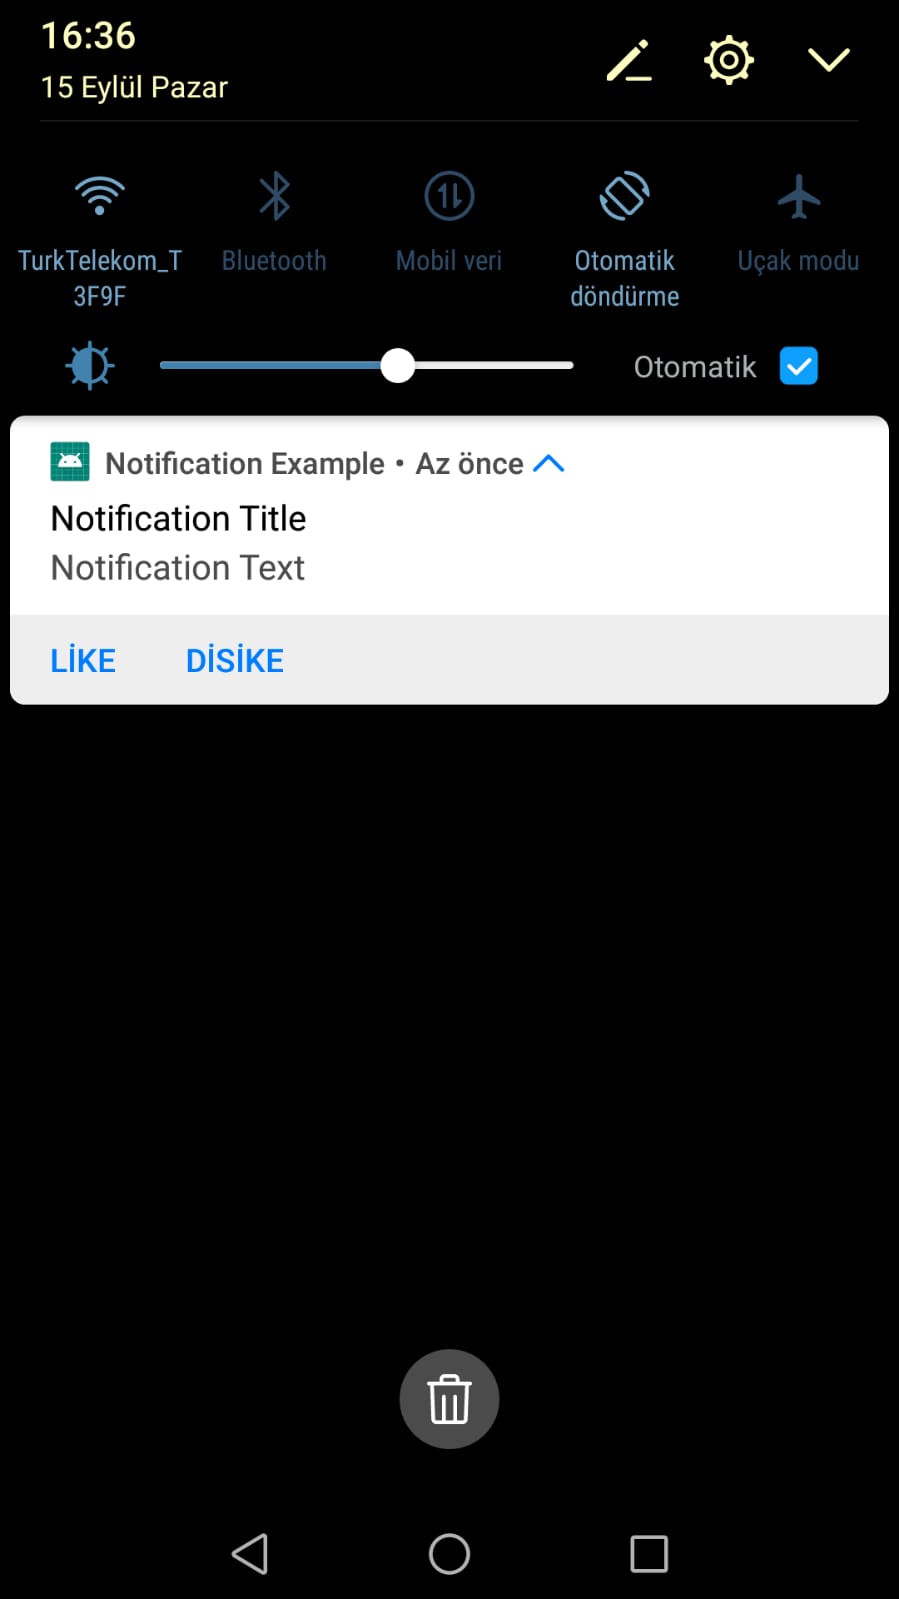 16:36
15 Eylül Pazar
TurkTelekom_T
3F9F
Bluetooth
Mobil veri
Otomatik
döndürme
Uçak modu
Otomatik
Notification Example • Az önce
Notification Title
Notification Text
LİKE DİSİKE